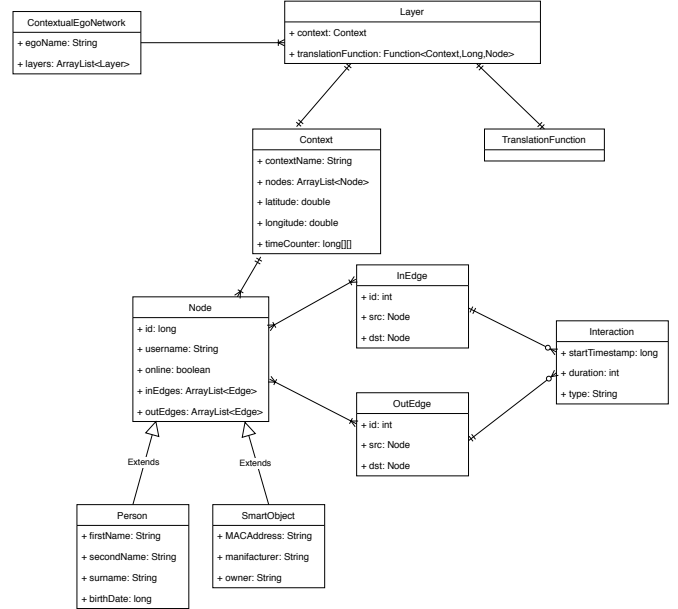 ContextualEgoNetwork
+ egoName: String
+ layers: ArrayList<Layer>
Layer
+ context: Context
+ translationFunction: Function<Context,Long,Node>
Context
+ contextName: String
+ nodes: ArrayList<Node>
+ latitude: double
+ longitude: double
+ timeCounter: long[][]
TranslationFunction
Node
+ id: long
+ username: String
+ online: boolean
+ inEdges: ArrayList<Edge>
+ outEdges: ArrayList<Edge>
InEdge
+ id: int
+ src: Node
+ dst: Node
Interaction
+ startTimestamp: long
+ duration: int
+ type: String
OutEdge
+ id: int
+ src: Node
+ dst: Node
Extends
Extends
Person
+ firstName: String
+ secondName: String
+ surname: String
+ birthDate: long
SmartObject
+ MACAddress: String
+ manifacturer: String
+ owner: String